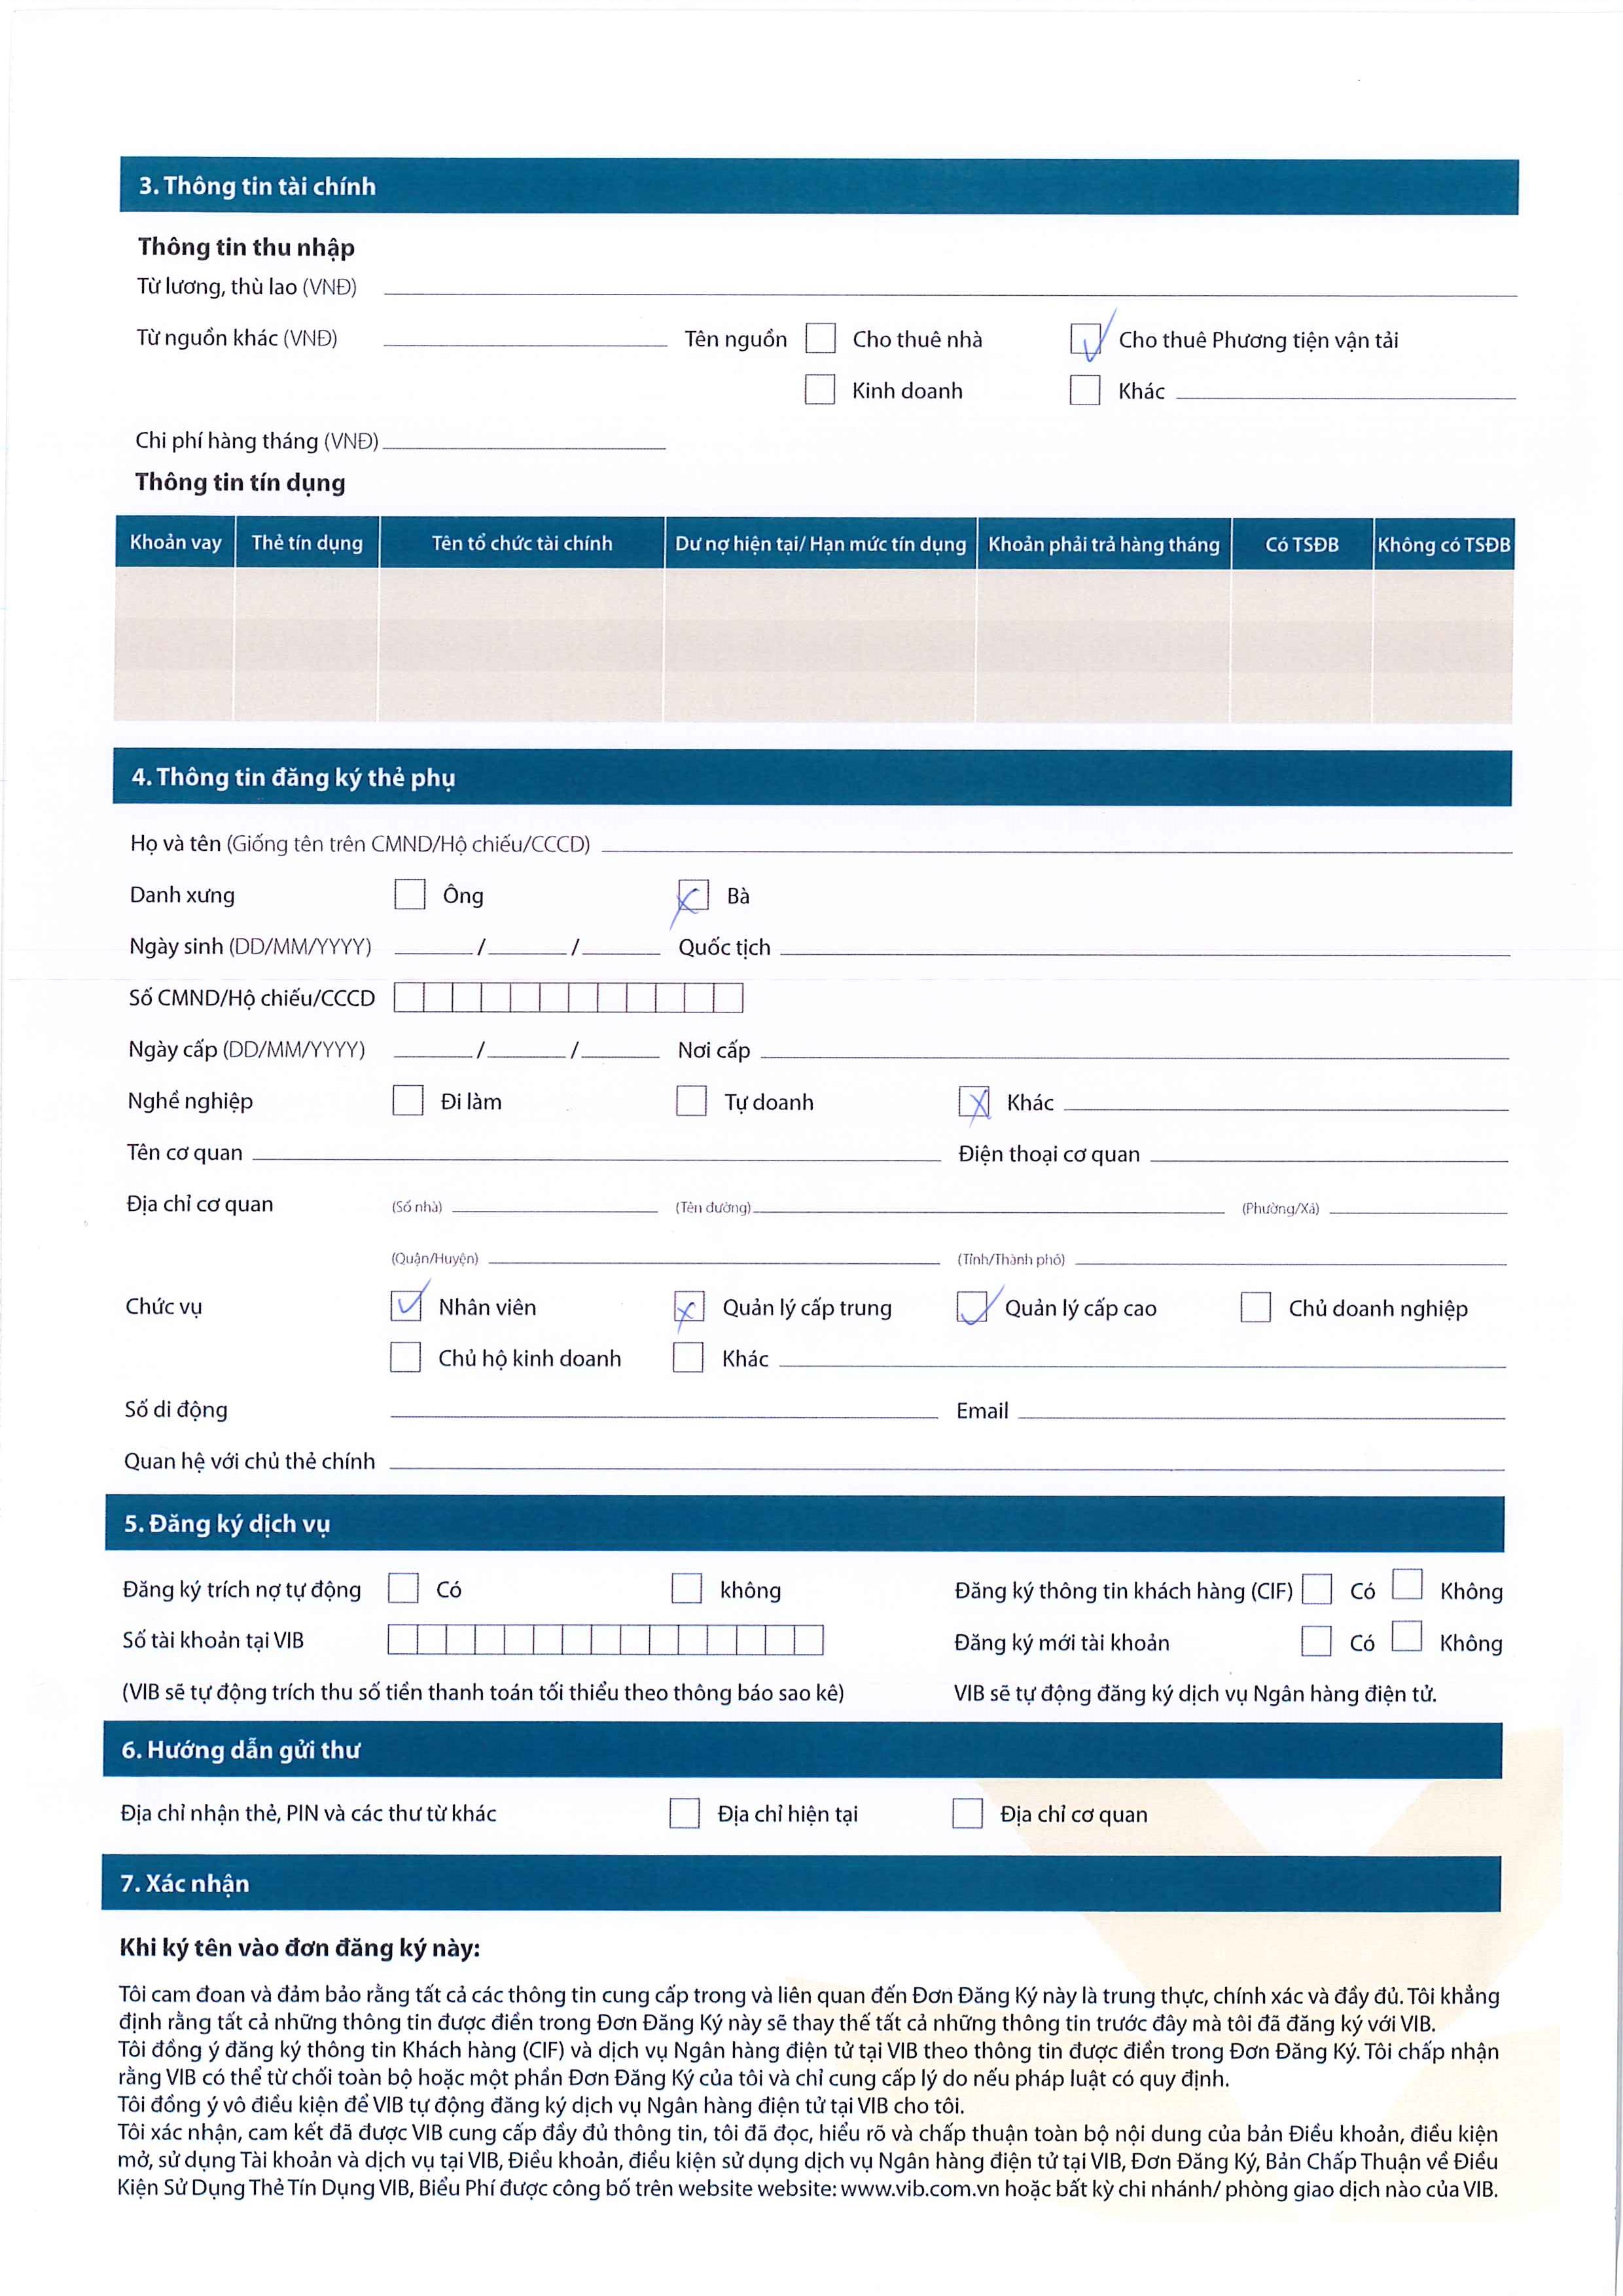 3. Thông tin tài chính
Thông tin thu nhập
Từ lương, thù lao (VNĐ)
Từ nguồn khác (VNĐ) Tên nguồn Cho thuê nhà Cho thuê Phương tiện vận tải
Kinh doanh Khác
Chi phí hàng tháng (VNĐ)
Thông tin tín dụng
Khoản vay Thẻ tín dụng Tên tổ chức tài chính Dư nợ hiện tại/ Hạn mức tín dụng Khoản phải trả hàng tháng Có TSĐB Không có TSĐB
4. Thông tin đăng ký thẻ phụ
Họ và tên (Giống tên trên CMND/Hộ chiếu/CCCD)
Danh xưng Ông Bà
Ngày sinh (DD/MM/YYYY) / / Quốc tịch
Số CMND/Hộ chiếu/CCCD
Ngày cấp (DD/MM/YYYY) / / Nơi cấp
Nghề nghiệp Đi làm Tự doanh Khác
Tên cơ quan Điện thoại cơ quan
Địa chỉ cơ quan (Số nhà) (Tên đường) (Phường/Xã)
(Quận/Huyện) (Tỉnh/Thành phố)
Chức vụ Nhân viên Quản lý cấp trung Quản lý cấp cao Chủ doanh nghiệp
Chủ hộ kinh doanh Khác
Số di động Email
Quan hệ với chủ thẻ chính
5. Đăng ký dịch vụ
Đăng ký trích nợ tự động Có không Đăng ký thông tin khách hàng (CIF) Có Không
Số tài khoản tại VIB Đăng ký mới tài khoản Có Không
(VIB sẽ tự động trích thu số tiền thanh toán tối thiểu theo thông báo sao kê) VIB sẽ tự động đăng ký dịch vụ Ngân hàng điện tử.
6. Hướng dẫn gửi thư
Địa chỉ nhận thẻ, PIN và các thư từ khác Địa chỉ hiện tại Địa chỉ cơ quan
7. Xác nhận
Khi ký tên vào đơn đăng ký này:
Tôi cam đoan và đảm bảo rằng tất cả các thông tin cung cấp trong và liên quan đến Đơn Đăng Ký này là trung thực, chính xác và đầy đủ. Tôi khẳng
định rằng tất cả những thông tin được điền trong Đơn Đăng Ký này sẽ thay thế tất cả những thông tin trước đây mà tôi đã đăng ký với VIB.
Tôi đồng ý đăng ký thông tin Khách hàng (CIF) và dịch vụ Ngân hàng điện tử tại VIB theo thông tin được điền trong Đơn Đăng Ký. Tôi chấp nhận
rằng VIB có thể từ chối toàn bộ hoặc một phần Đơn Đăng Ký của tôi và chỉ cung cấp lý do nếu pháp luật có quy định.
Tôi đồng ý vô điều kiện để VIB tự động đăng ký dịch vụ Ngân hàng điện tử tại VIB cho tôi.
Tôi xác nhận, cam kết đã được VIB cung cấp đầy đủ thông tin, tôi đã đọc, hiểu rõ và chấp thuận toàn bộ nội dung của bản Điều khoản, điều kiện
mở, sử dụng Tài khoản và dịch vụ tại VIB, Điều khoản, điều kiện sử dụng dịch vụ Ngân hàng điện tử tại VIB, Đơn Đăng Ký, Bản Chấp Thuận về Điều
Kiện Sử Dụng Thẻ Tín Dụng VIB, Biểu Phí được công bố trên website website: www.vib.com.vn hoặc bất kỳ chi nhánh/ phòng giao dịch nào của VIB.